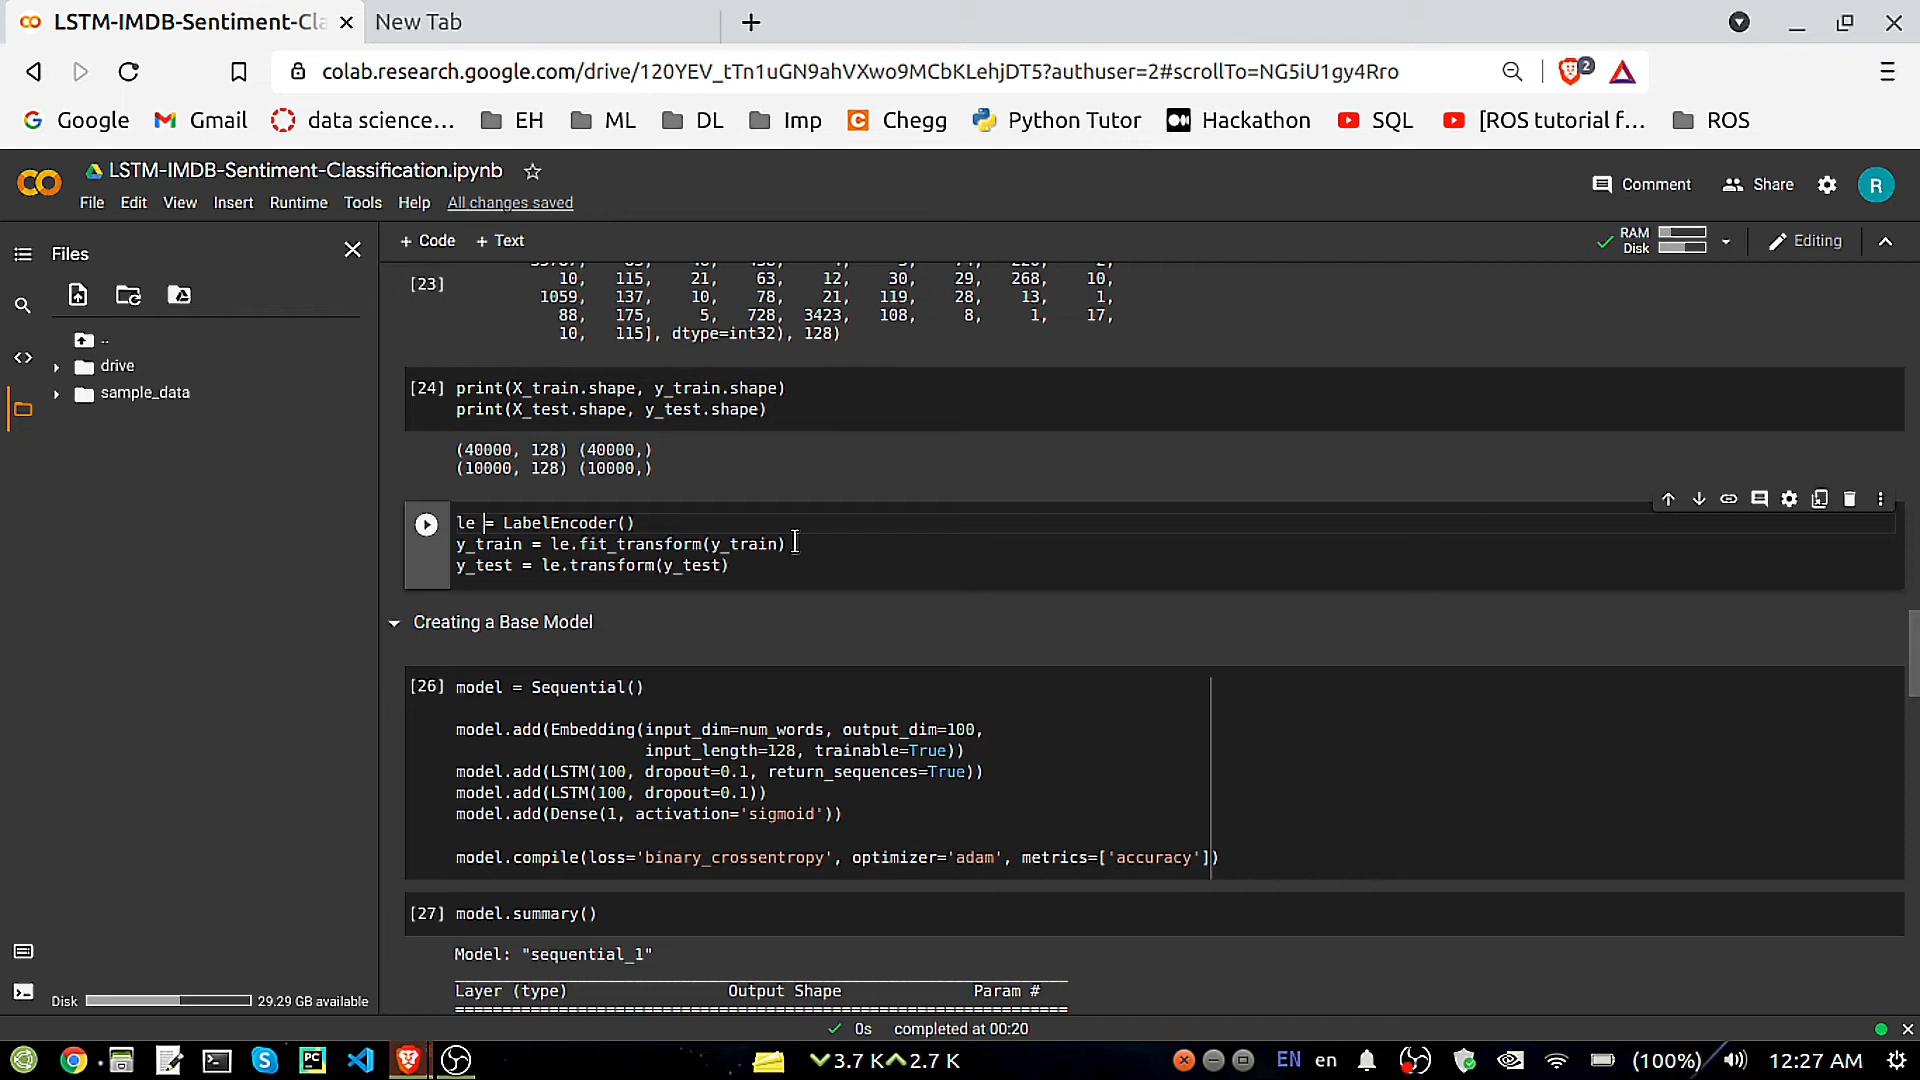 LSTM-IMDB-Sentiment-Cla
New Tab
colab.research.google.com/drive/120YEV_tTn1uGN9ahVXwo9MCbKLehjDT5?authuser=2#scrollTo=NG5iU1gy4Rro
2
Google Gmail data science... EH ML DL Imp Chegg Python Tutor Hackathon SQL [ROS tutorial f... ROS
LSTM-IMDB-Sentiment-Classification.ipynb
Comment Share R
File Edit View Insert Runtime Tools Help All changes saved
Files
+ Code + Text
RAM
Disk
Editing
..
drive
sample_data
[23]
10, 115, 21, 63, 12, 30, 29, 268, 10,
1059, 137, 10, 78, 21, 119, 28, 13, 1,
88, 175, 5, 728, 3423, 108, 8, 1, 17,
10, 115], dtype=int32), 128)
[24] print(X_train.shape, y_train.shape)
print(X_test.shape, y_test.shape)
(40000, 128) (40000,)
(10000, 128) (10000,)
le = LabelEncoder()
y_train = le.fit_transform(y_train)
y_test = le.transform(y_test)
Creating a Base Model
[26] model = Sequential()
model.add(Embedding(input_dim=num_words, output_dim=100,
input_length=128, trainable=True))
model.add(LSTM(100, dropout=0.1, return_sequences=True))
model.add(LSTM(100, dropout=0.1))
model.add(Dense(1, activation='sigmoid'))
model.compile(loss='binary_crossentropy', optimizer='adam', metrics=['accuracy'])
[27] model.summary()
Model: "sequential_1"
Layer (type) Output Shape Param #
Disk 29.29 GB available
0s completed at 00:20
3.7 K 2.7 K
EN en (100%) 12:27 AM